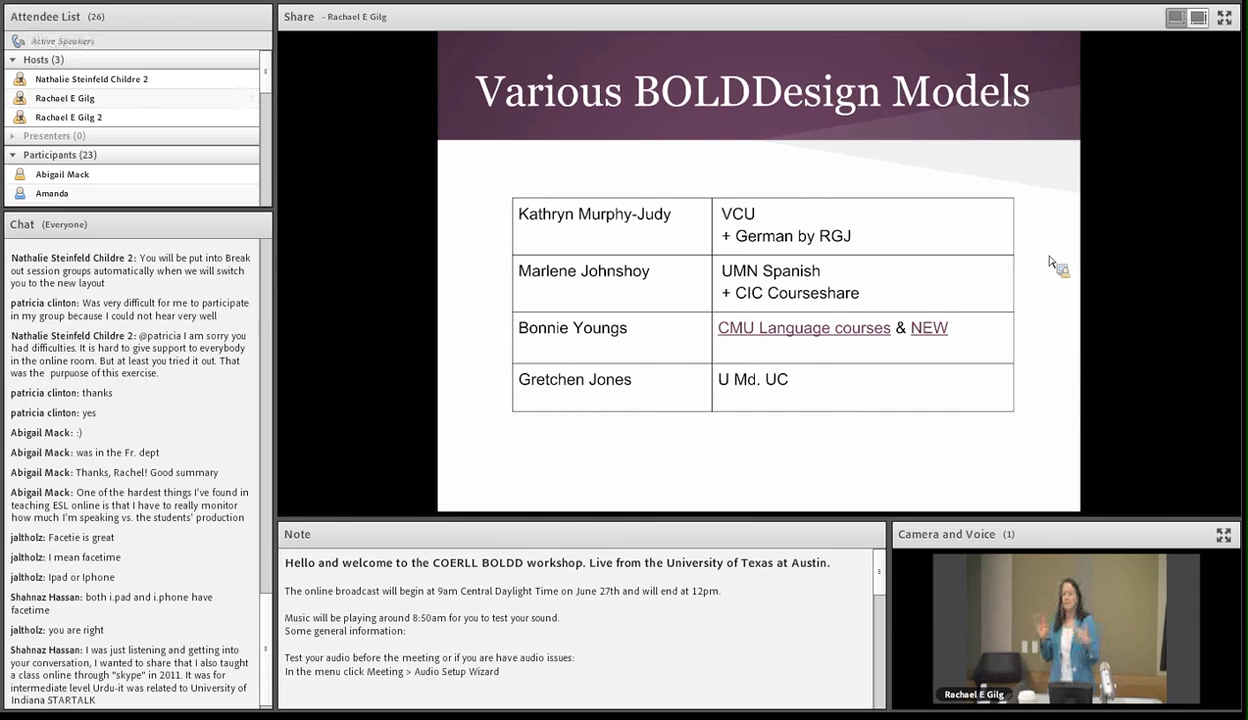 Attendee List (26)
Active Speakers
Hosts (3)
Nathalie Steinfeld Childre 2
Rachael E Gilg
Rachael E Gilg 2
Presenters (0)
Participants (23)
Abigail Mack
Amanda
Chat (Everyone)
Nathalie Steinfeld Childre 2: You will be put into Break
out session groups automatically when we will switch
you to the new layout
patricia clinton: Was very difficult for me to participate
in my group because I could not hear very well
Nathalie Steinfeld Childre 2: @patricia I am sorry you
had difficulties. It is hard to give support to everybody
in the online room. But at least you tried it out. That
was the purpuose of this exercise.
patricia clinton: thanks
patricia clinton: yes
Abigail Mack: :)
Abigail Mack: was in the Fr. dept
Abigail Mack: Thanks, Rachel! Good summary
Abigail Mack: One of the hardest things I've found in
teaching ESL online is that I have to really monitor
how much I'm speaking vs. the students' production
jaltholz: Facetie is great
jaltholz: I mean facetime
jaltholz: Ipad or Iphone
Shahnaz Hassan: both i.pad and i.phone have
facetime
jaltholz: you are right
Shahnaz Hassan: I was just listening and getting into
your conversation, I wanted to share that I also taught
a class online through "skype" in 2011. It was for
intermediate level Urdu-it was related to University of
Indiana STARTALK
Share - Rachael E Gilg
Various BOLDDesign Models
Kathryn Murphy-Judy
VCU
+ German by RGJ
Marlene Johnshoy
UMN Spanish
+ CIC Courseshare
Bonnie Youngs
CMU Language courses & NEW
Gretchen Jones
U Md. UC
Note
Hello and welcome to the COERLL BOLDD workshop. Live from the University of Texas at Austin.
The online broadcast will begin at 9am Central Daylight Time on June 27th and will end at 12pm.
Music will be playing around 8:50am for you to test your sound.
Some general information:
Test your audio before the meeting or if you are have audio issues:
In the menu click Meeting > Audio Setup Wizard
Camera and Voice (1)
Rachael E Gilg